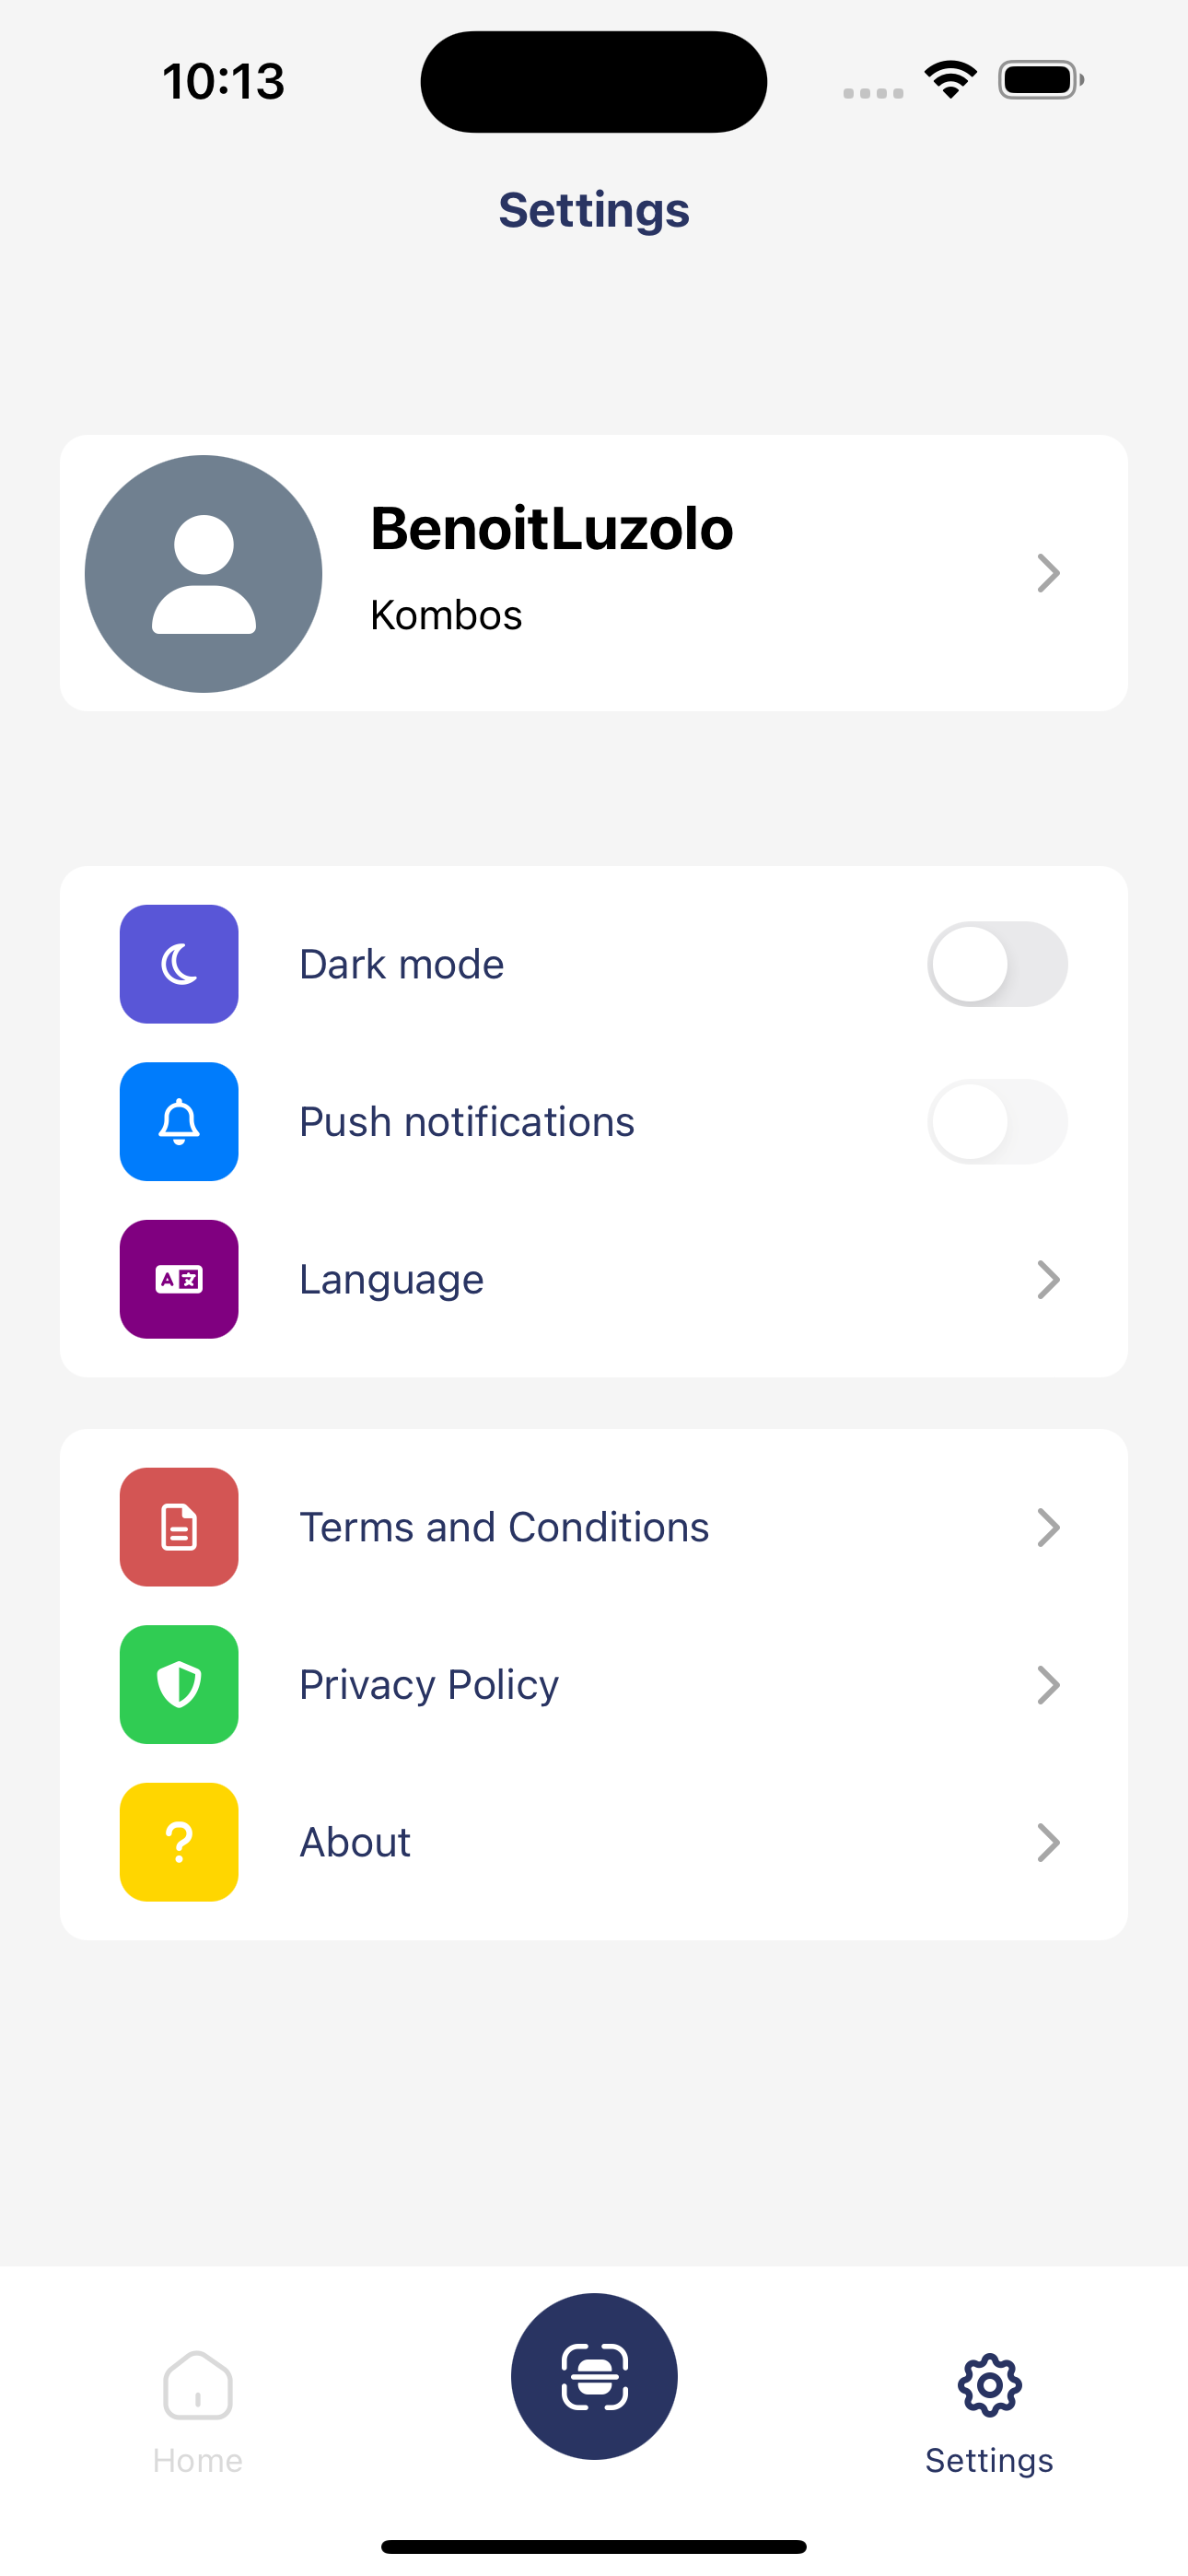 10:13
Settings
BenoitLuzolo
Kombos
Dark mode
Push notifications
Language
Terms and Conditions
Privacy Policy
About
Home
Settings